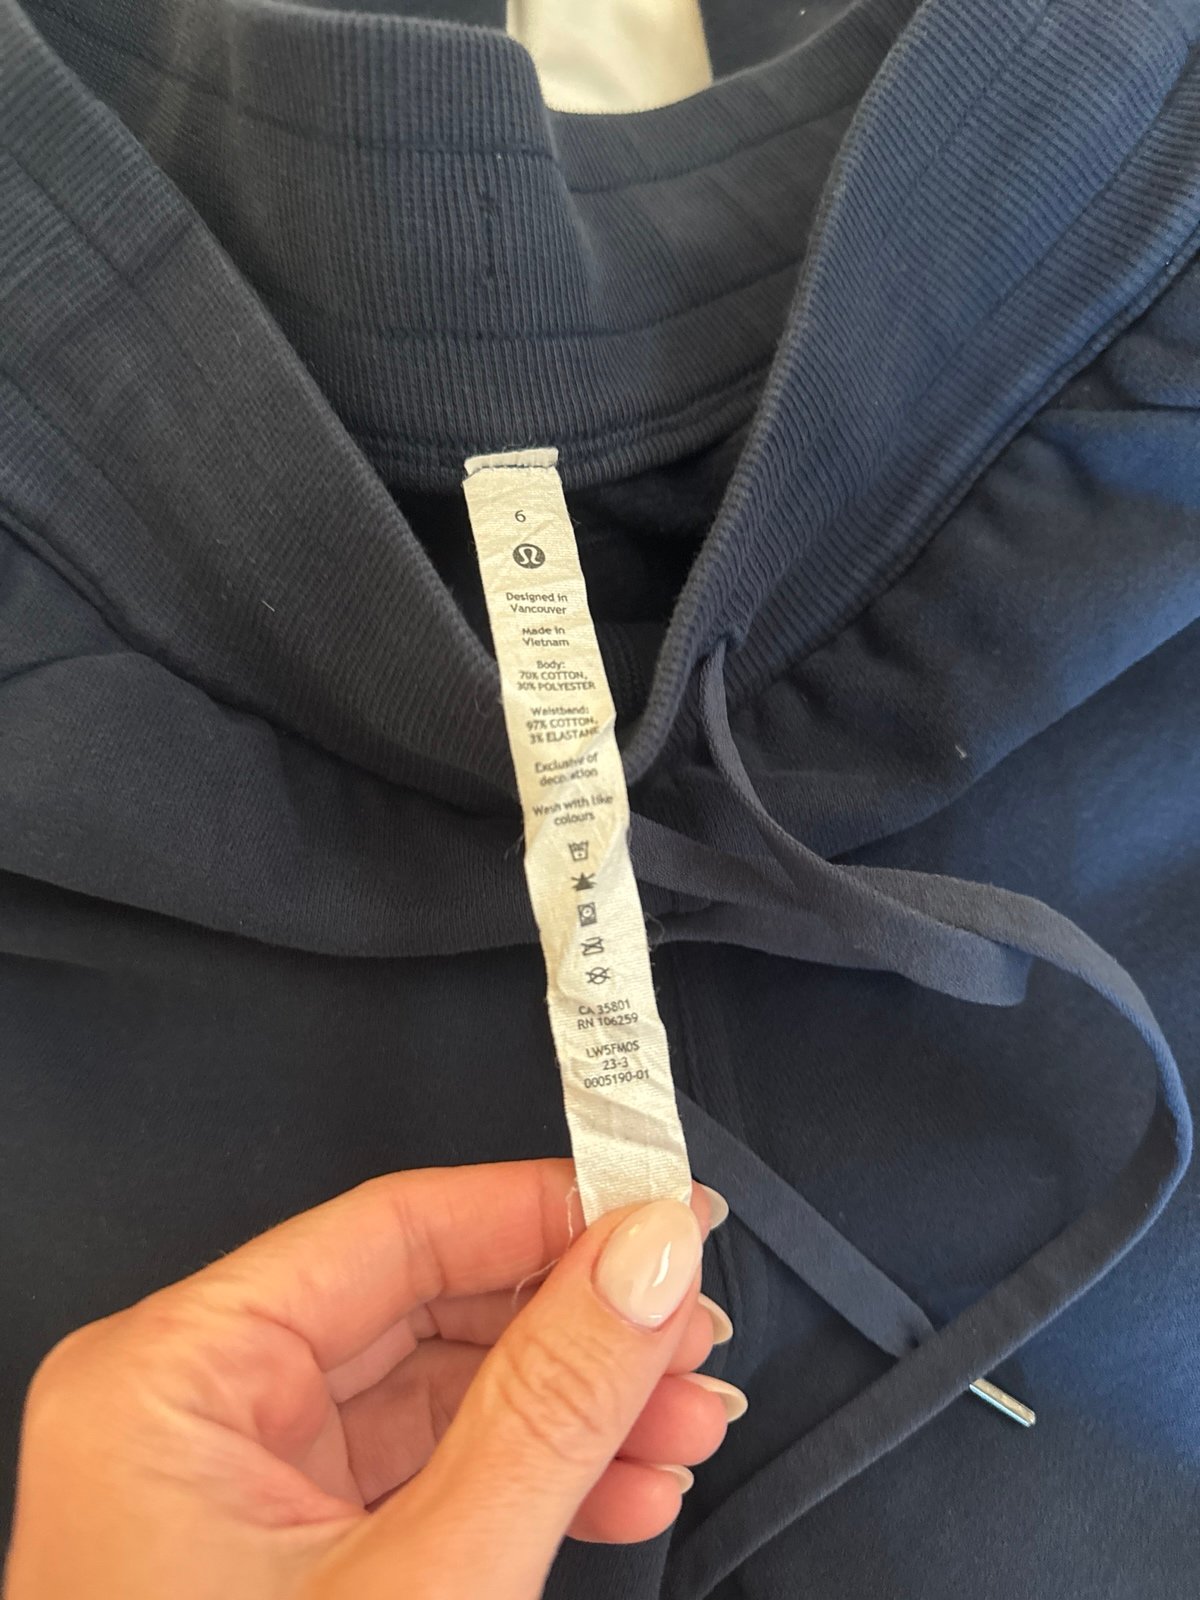 6
Designed in
Vancouver
Made in
Vietnam
Body:
70% COTTON,
30% POLYESTER
Waistband:
97% COTTON,
3% ELASTANE
Exclusive of
decoration
Wash with like
colours
CA 35801
RN 106259
LW5FM0S
23-3
0005190-01